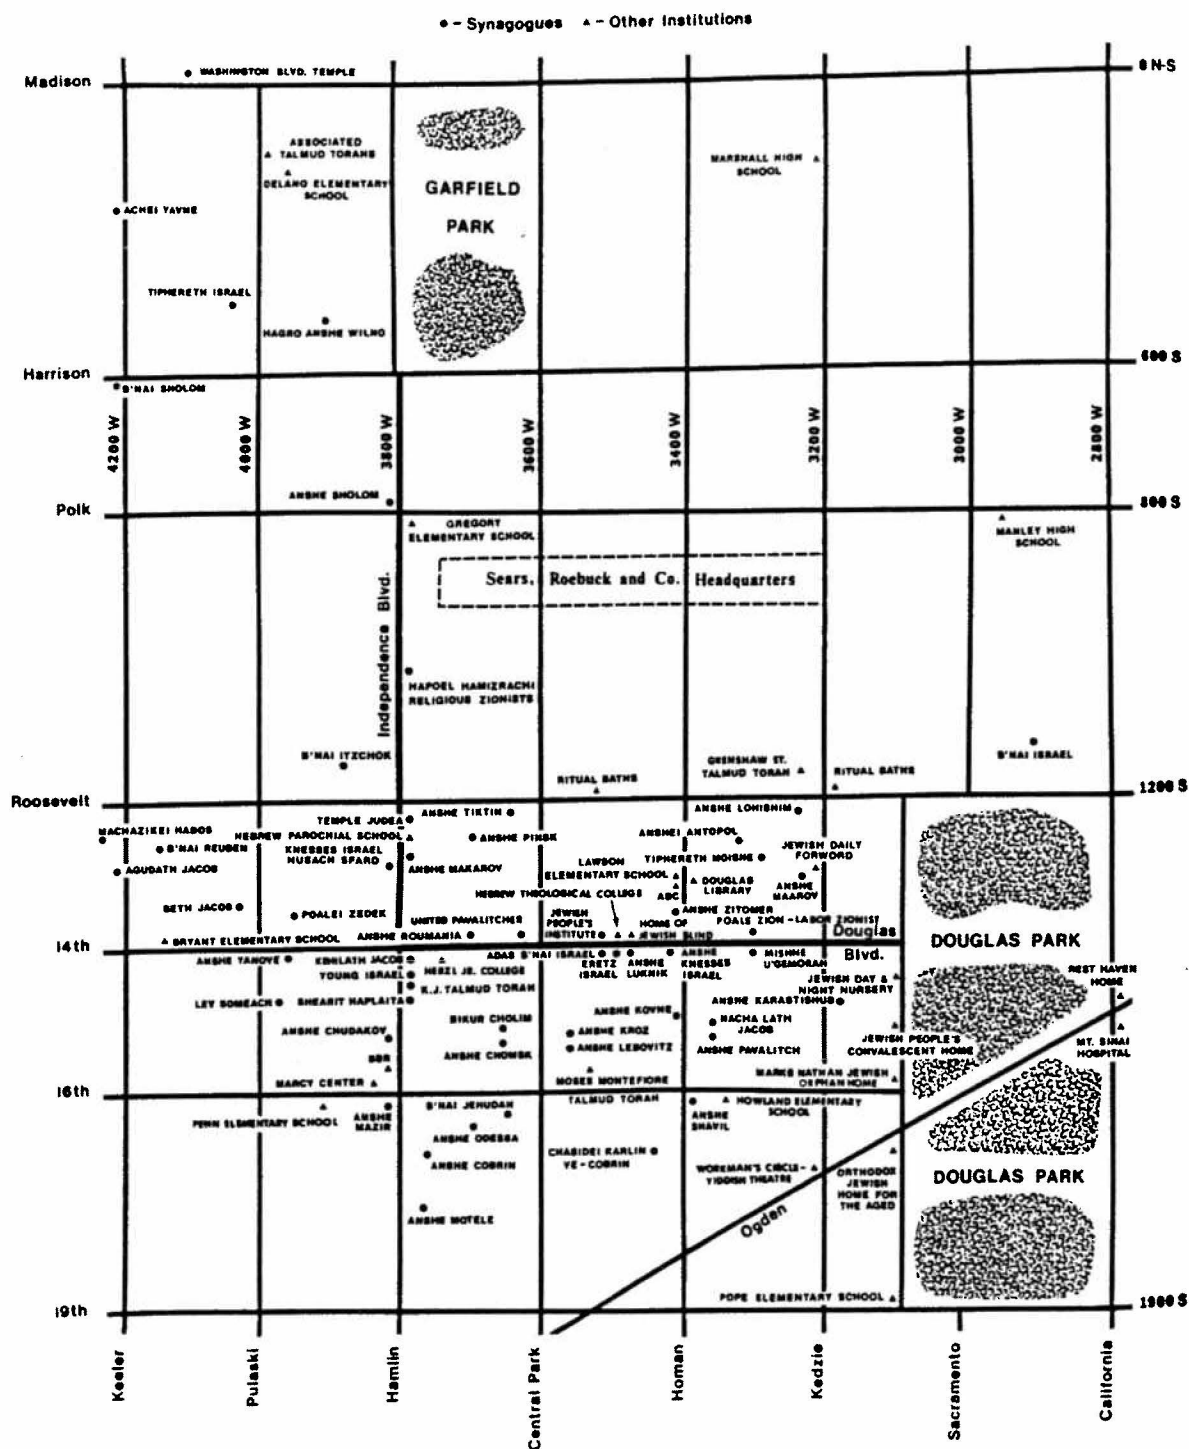 ● - Synagogues ▲ - Other Institutions
Madison
0 N-S
WASHINGTON BLVD. TEMPLE
ASSOCIATED
TALMUD TORAHS
DELANO ELEMENTARY
SCHOOL
GARFIELD
PARK
MARSHALL HIGH
SCHOOL
ACHEI YAVNE
TIPHERETH ISRAEL
HAGRO ANSHE WILNO
Harrison
600 S
B'NAI SHOLOM
4200 W
4000 W
3800 W
3600 W
3400 W
3200 W
3000 W
2800 W
ANSHE SHOLOM
Polk
800 S
GREGORY
ELEMENTARY SCHOOL
MANLEY HIGH
SCHOOL
Sears, Roebuck and Co. Headquarters
Independence Blvd.
HAPOEL HAMIZRACHI
RELIGIOUS ZIONISTS
B'NAI ITZCHOK
GRENSHAW ST.
TALMUD TORAH
RITUAL BATHS
RITUAL BATHS
B'NAI ISRAEL
Roosevelt
1200 S
TEMPLE JUDEA
ANSHE TIKTIN
ANSHE LOHISHIM
MACHAZIKEI HADOS
HEBREW PAROCHIAL SCHOOL
ANSHE PINSK
ANSHEI ANTOPOL
B'NAI REUBEN
KNESSES ISRAEL
NUSACH SFARD
TIPHERETH MOISHE
JEWISH DAILY
FORWORD
AGUDATH JACOB
ANSHE MAKAROV
LAWSON
ELEMENTARY SCHOOL
DOUGLAS
LIBRARY
ABC
ANSHE
MAAROV
HEBREW THEOLOGICAL COLLEGE
BETH JACOB
POALEI ZEDEK
UNITED PAVALITCHER
JEWISH
PEOPLE'S
INSTITUTE
HOME OF
JEWISH BLIND
ANSHE ZITOMER
POALE ZION - LABOR ZIONIST
BRYANT ELEMENTARY SCHOOL
ANSHE ROUMANIA
Douglas
Blvd.
14th
DOUGLAS PARK
ANSHE TANOVE
KEHLATH JACOB
HERZL JR. COLLEGE
ADAS B'NAI ISRAEL
ERETZ
ISRAEL
ANSHE
LUKNIK
ANSHE
KNESSES
ISRAEL
MISHNE
U'GEMORAH
YOUNG ISRAEL
K.J. TALMUD TORAH
JEWISH DAY &
NIGHT NURSERY
REST HAVEN
HOME
LEV SOMEACH
SHEARIT HAPLAITA
ANSHE KARASTISHUS
ANSHE KOVNE
NACHA LATH
JACOB
ANSHE CHUDAKOV
BIKUR CHOLIM
ANSHE KROZ
ANSHE CHOWSK
ANSHE LEBOVITZ
ANSHE PAVALITCH
JEWISH PEOPLE'S
CONVALESCENT HOME
MT. SINAI
HOSPITAL
BBR
MARCY CENTER
MOSES MONTEFIORE
TALMUD TORAH
MARKS NATHAN JEWISH
ORPHAN HOME
16th
PENN ELEMENTARY SCHOOL
ANSHE
MAZIR
B'NAI JEHUDAH
ANSHE
SHAVIL
HOWLAND ELEMENTARY
SCHOOL
ANSHE ODESSA
ANSHE COBRIN
CHASIDEI KARLIN
VE-COBRIN
WORKMAN'S CIRCLE-
YIDDISH THEATRE
ORTHODOX
JEWISH
HOME FOR
THE AGED
DOUGLAS PARK
ANSHE MOTELE
Ogden
POPE ELEMENTARY SCHOOL
19th
1900 S
Keeler
Pulaski
Hamlin
Central Park
Homan
Kedzie
Sacramento
California